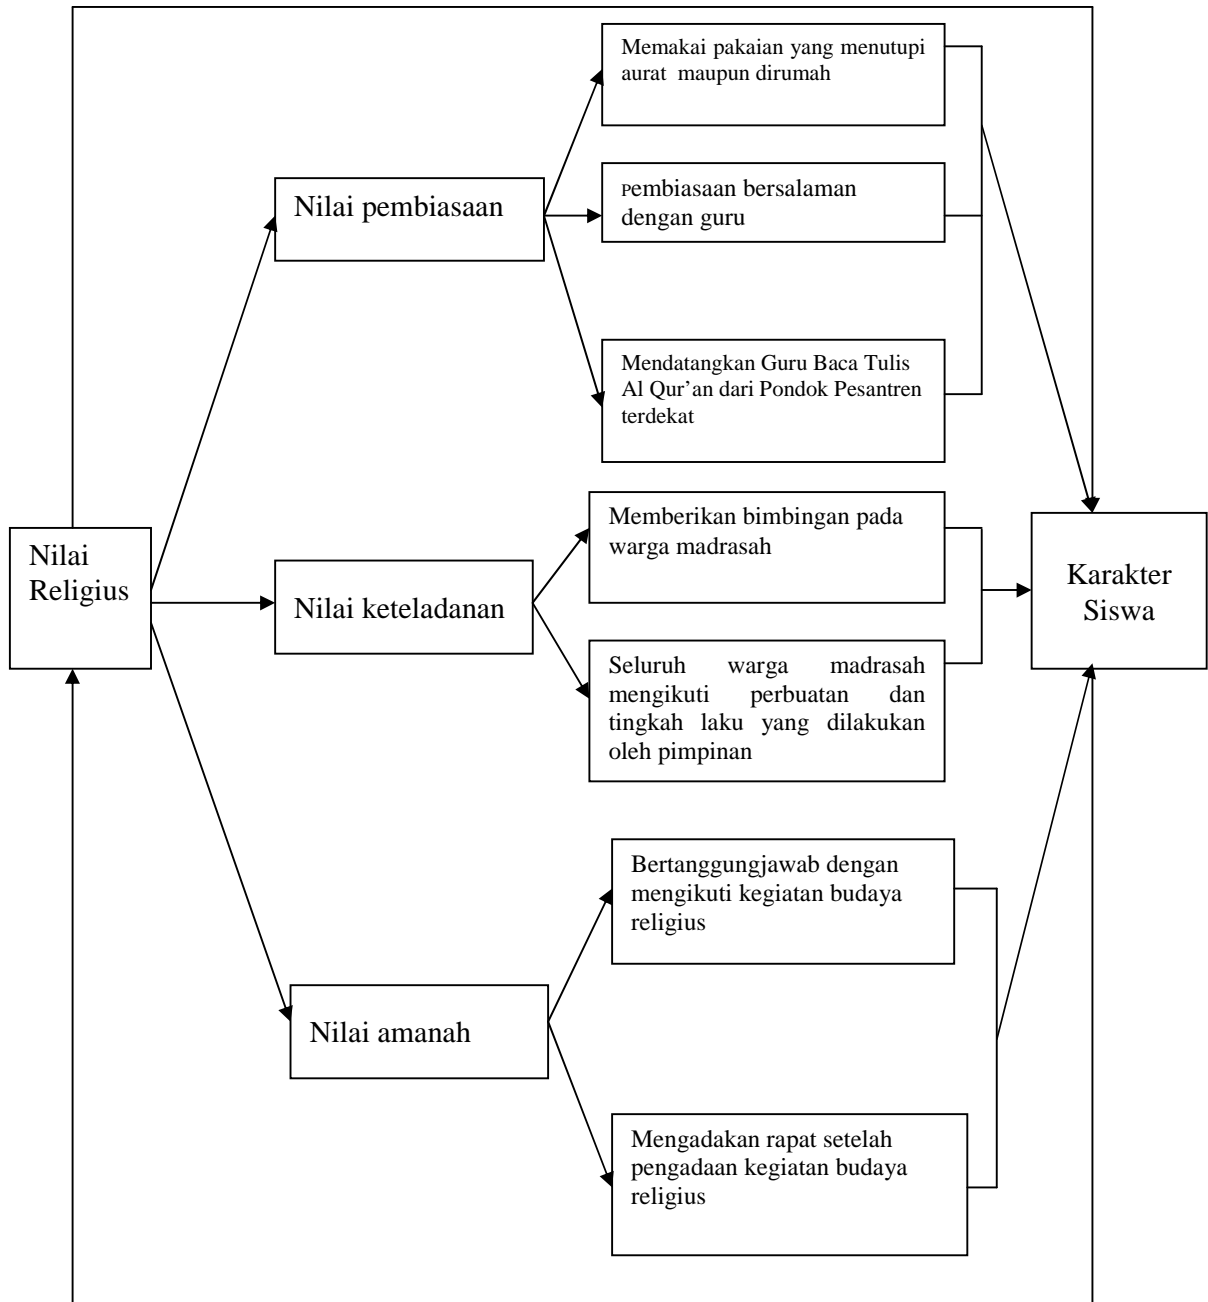 Memakai pakaian yang menutupi
aurat maupun dirumah
Pembiasaan bersalaman
dengan guru
Nilai pembiasaan
Mendatangkan Guru Baca Tulis
Al Qur’an dari Pondok Pesantren
terdekat
Nilai
Religius
Nilai keteladanan
Memberikan bimbingan pada
warga madrasah
Seluruh warga madrasah
mengikuti perbuatan dan
tingkah laku yang dilakukan
oleh pimpinan
Karakter
Siswa
Bertanggungjawab dengan
mengikuti kegiatan budaya
religius
Nilai amanah
Mengadakan rapat setelah
pengadaan kegiatan budaya
religius